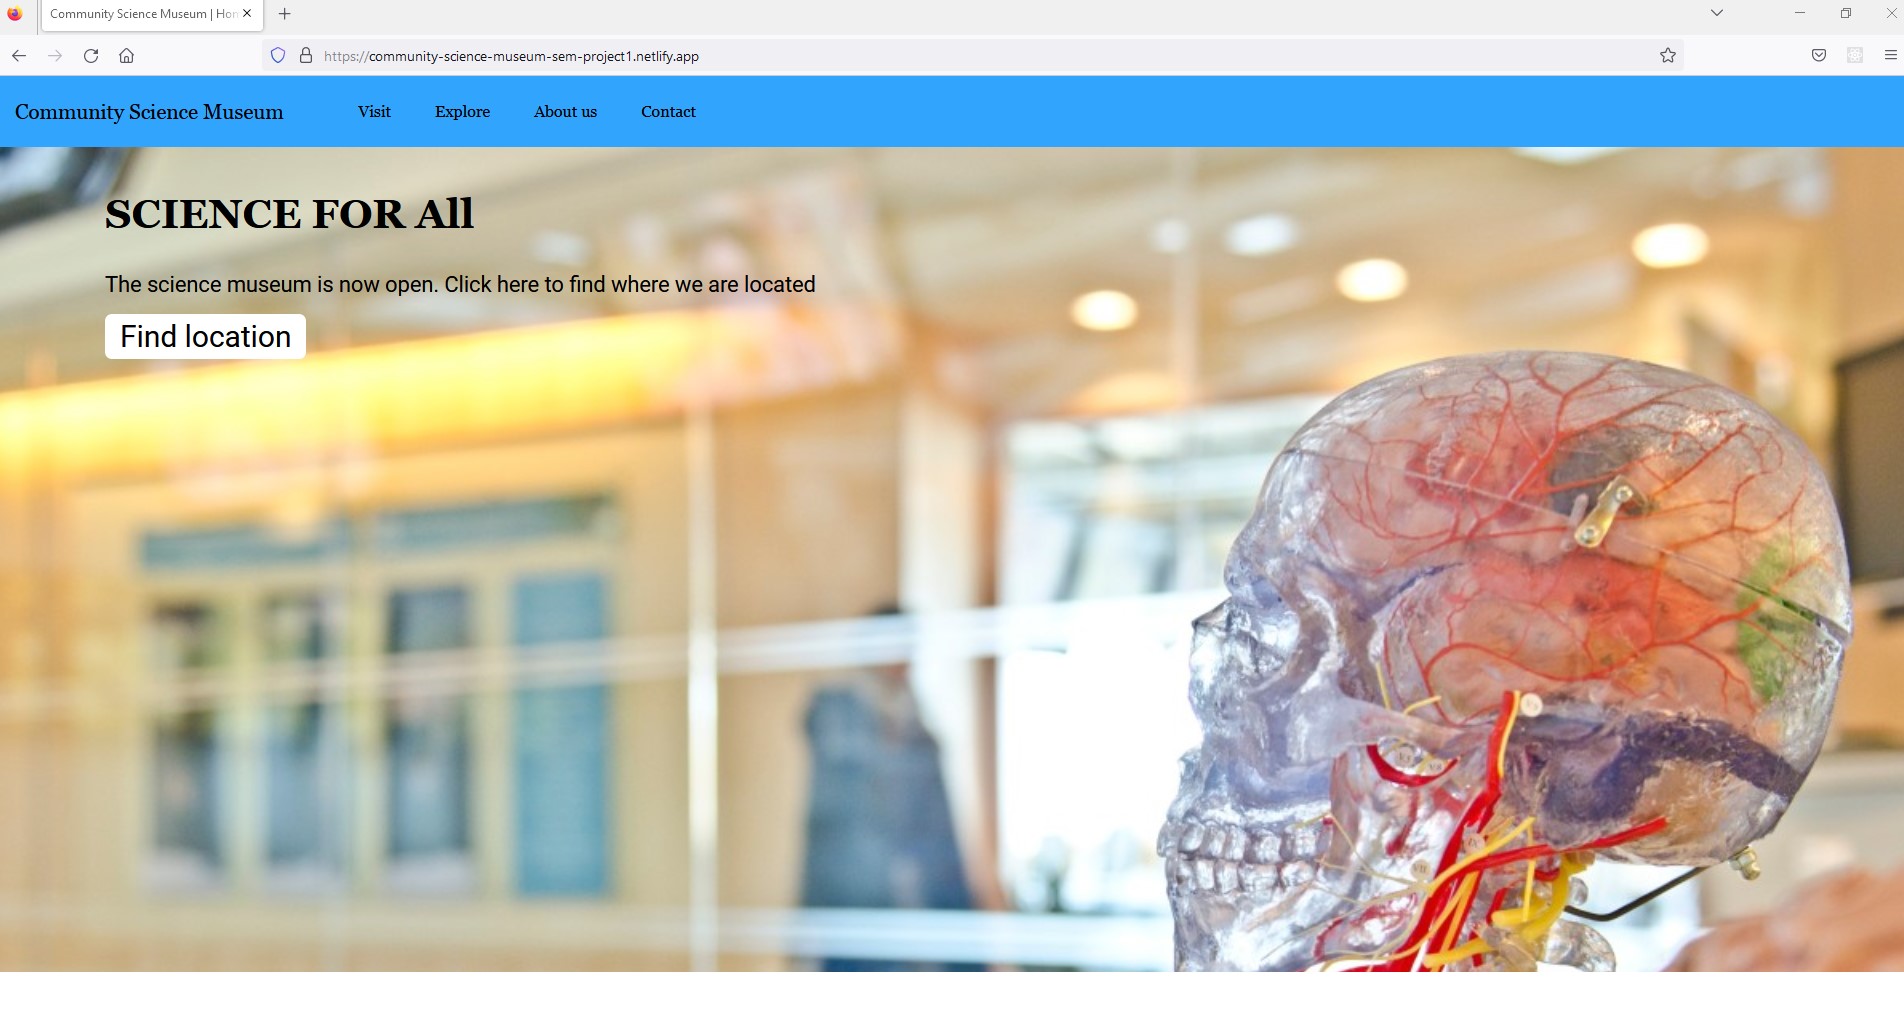 Community Science Museum | Hon
https://community-science-museum-sem-project1.netlify.app
Community Science Museum Visit Explore About us Contact
SCIENCE FOR All
The science museum is now open. Click here to find where we are located
Find location
VII